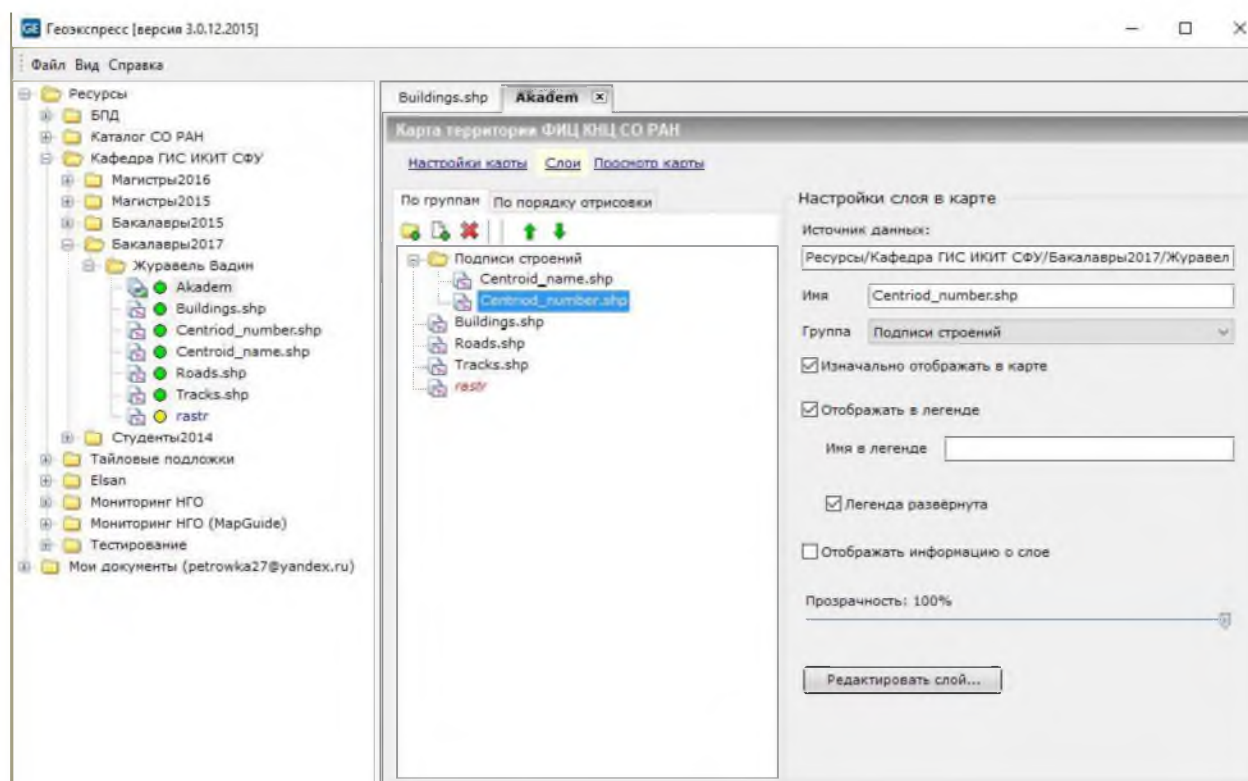 Геоэкспресс [версия 3.0.12.2015]
Файл Вид Справка
Ресурсы
БПД
Каталог СО РАН
Кафедра ГИС ИКИТ СФУ
Магистры2016
Магистры2015
Бакалавры2015
Бакалавры2017
Журавель Вадин
Akadem
Buildings.shp
Centriod_number.shp
Centroid_name.shp
Roads.shp
Tracks.shp
rastr
Студенты2014
Тайловые подложки
Elsan
Мониторинг НГО
Мониторинг НГО (MapGuide)
Тестирование
Мои документы (petrowka27@yandex.ru)
Buildings.shp Akadem
Карта территории ФИЦ КНЦ СО РАН
Настройки карты Слои Просмотр карты
По группам По порядку отрисовки
Подписи строений
Centroid_name.shp
Centriod_number.shp
Buildings.shp
Roads.shp
Tracks.shp
rastr
Настройки слоя в карте
Источник данных:
Ресурсы/Кафедра ГИС ИКИТ СФУ/Бакалавры2017/Журавел
Имя Centriod_number.shp
Группа Подписи строений
Изначально отображать в карте
Отображать в легенде
Имя в легенде
Легенда развёрнута
Отображать информацию о слое
Прозрачность: 100%
Редактировать слой...